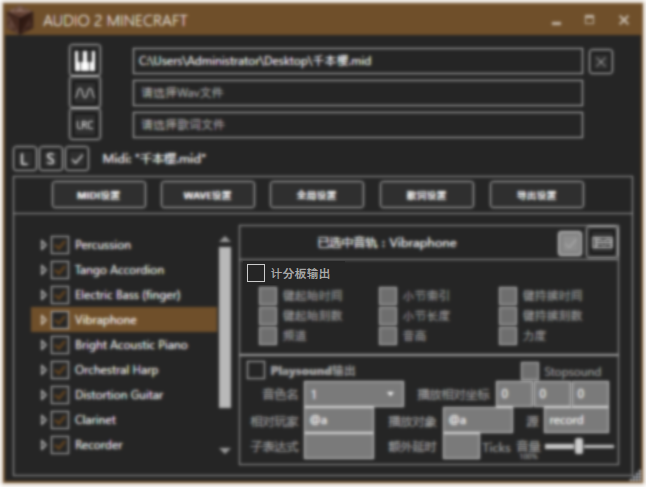 AUDIO 2 MINECRAFT
C:\Users\Administrator\Desktop\千本樱.mid
请选择Wav文件
LRC 请选择歌词文件
L S Midi: "千本樱.mid"
MIDI设置 WAVE设置 全局设置 歌词设置 导出设置
Percussion
Tango Accordion
Electric Bass (finger)
Vibraphone
Bright Acoustic Piano
Orchestral Harp
Distortion Guitar
Clarinet
Recorder
已选中音轨：Vibraphone
计分板输出
键起始时间 小节索引 键持续时间
键起始刻数 小节长度 键持续刻数
频道 音高 力度
Playsound输出 Stopsound
音色名 1 播放相对坐标 0 0 0
相对玩家 @a 播放对象 @a 源 record
子表达式 额外延时 Ticks 音量
100%